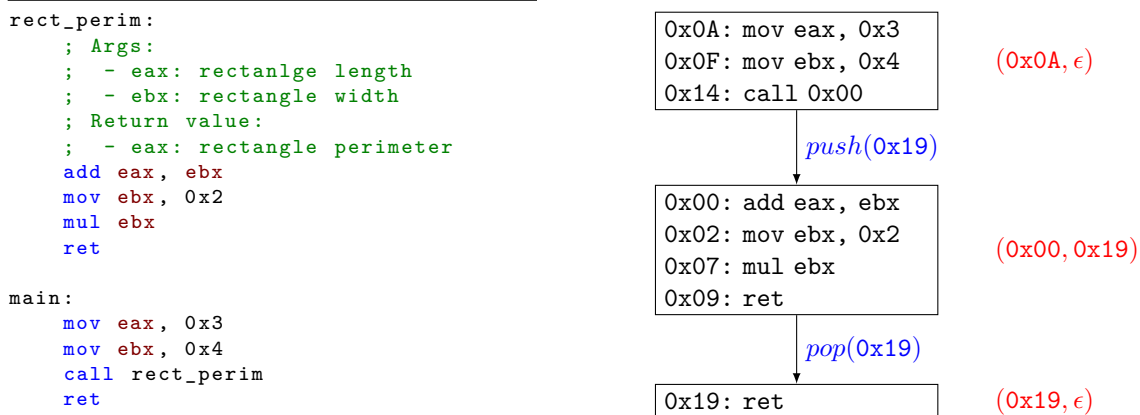 rect_perim:
; Args:
;  - eax: rectanlge length
;  - ebx: rectangle width
; Return value:
;  - eax: rectangle perimeter
add eax, ebx
mov ebx, 0x2
mul ebx
ret
main:
mov eax, 0x3
mov ebx, 0x4
call rect_perim
ret
0x0A: mov eax, 0x3
0x0F: mov ebx, 0x4
0x14: call 0x00
(0x0A, ϵ)
push(0x19)
0x00: add eax, ebx
0x02: mov ebx, 0x2
0x07: mul ebx
0x09: ret
(0x00, 0x19)
pop(0x19)
0x19: ret
(0x19, ϵ)